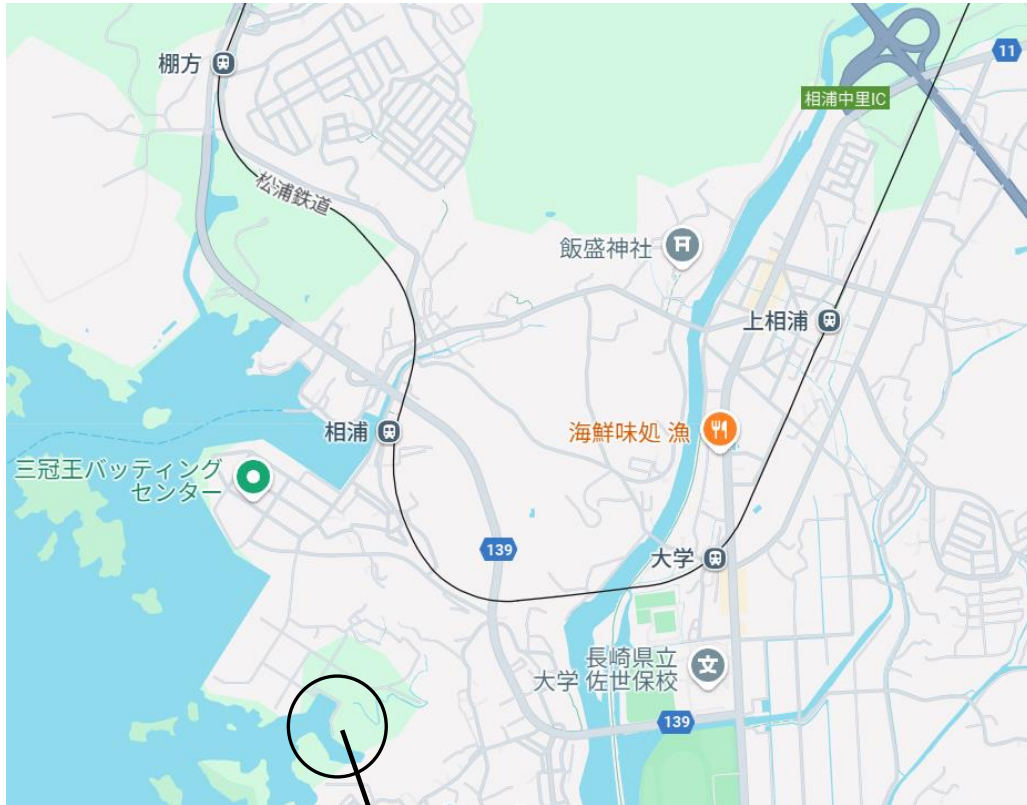 棚方
11
相浦中里IC
松浦鉄道
飯盛神社
上相浦
相浦
海鮮味処 漁
三冠王バッティング
センター
139
大学
長崎県立
大学 佐世保校
139